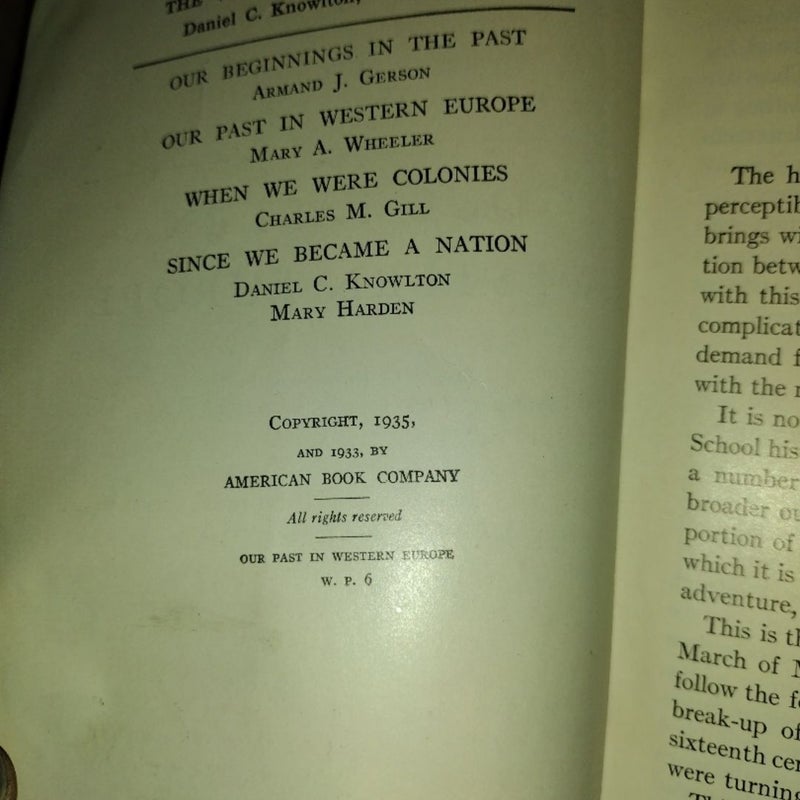 THE
Daniel C. Knowlton,
OUR BEGINNINGS IN THE PAST
Armand J. Gerson
OUR PAST IN WESTERN EUROPE
Mary A. Wheeler
WHEN WE WERE COLONIES
Charles M. Gill
SINCE WE BECAME A NATION
Daniel C. Knowlton
Mary Harden
Copyright, 1935,
AND 1933, BY
AMERICAN BOOK COMPANY
All rights reserved
OUR PAST IN WESTERN EUROPE
W. P. 6
The h
perceptib
brings wi
tion betw
with this
complicat
demand f
with the
It is no
School his
a number
broader ou
portion of
which it is
adventure,
This is th
March of
follow the f
break-up of
sixteenth cen
were turning